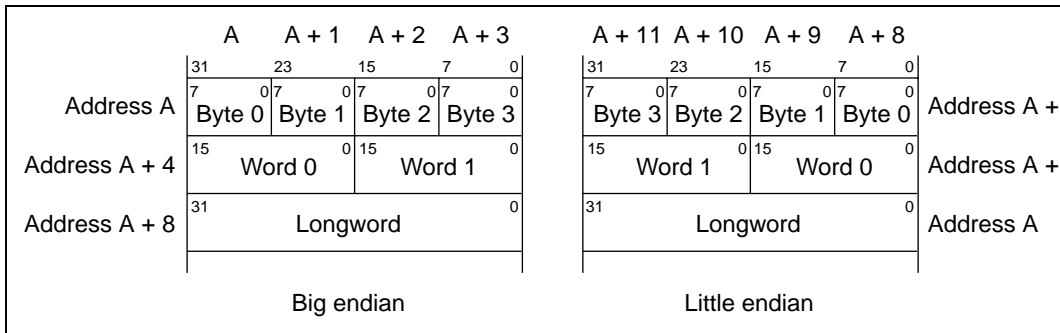 A A + 1 A + 2 A + 3 A + 11 A + 10 A + 9 A + 8
31 23 15 7 0 31 23 15 7 0
7 0 7 0 7 0 7 0 7 0 7 0 7 0 7 0
Address A Byte 0 Byte 1 Byte 2 Byte 3 Byte 3 Byte 2 Byte 1 Byte 0 Address A +
15 0 15 0 15 0 15 0
Address A + 4 Word 0 Word 1 Word 1 Word 0 Address A +
31 0 31 0
Address A + 8 Longword Longword Address A
Big endian Little endian